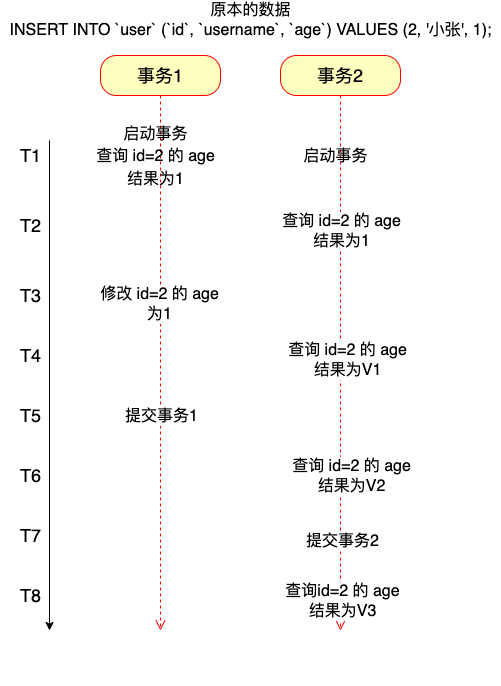 原本的数据
INSERT INTO `user` (`id`, `username`, `age`) VALUES (2, '小张', 1);
事务1
事务2
启动事务
T1
查询 id=2 的 age
结果为1
启动事务
T2
查询 id=2 的 age
结果为1
T3
修改 id=2 的 age
为1
T4
查询 id=2 的 age
结果为V1
T5
提交事务1
T6
查询 id=2 的 age
结果为V2
T7
提交事务2
T8
查询id=2 的 age
结果为V3